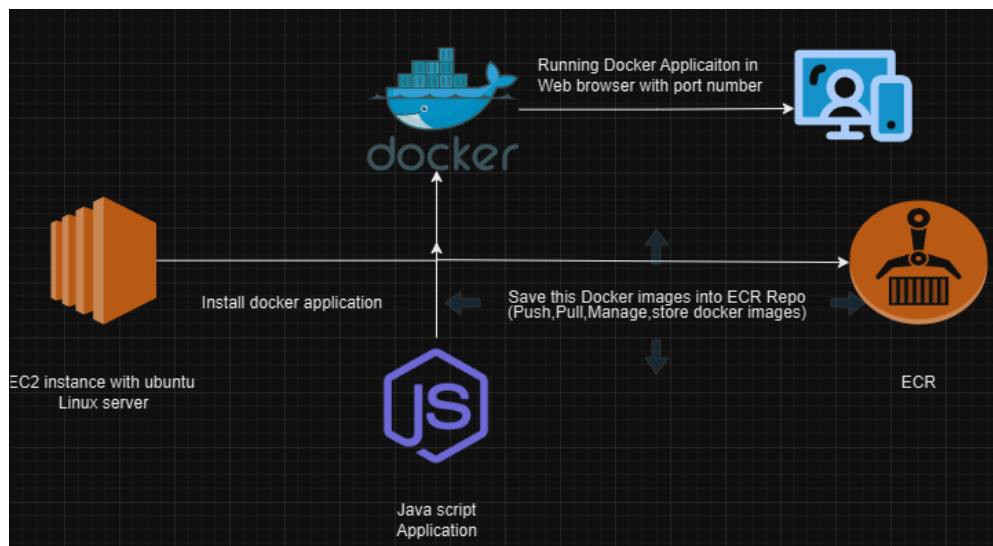 Running Docker Applicaiton in
Web browser with port number
docker
Install docker application
Save this Docker images into ECR Repo
(Push,Pull,Manage,store docker images)
EC2 instance with ubuntu
Linux server
ECR
JS
Java script
Application